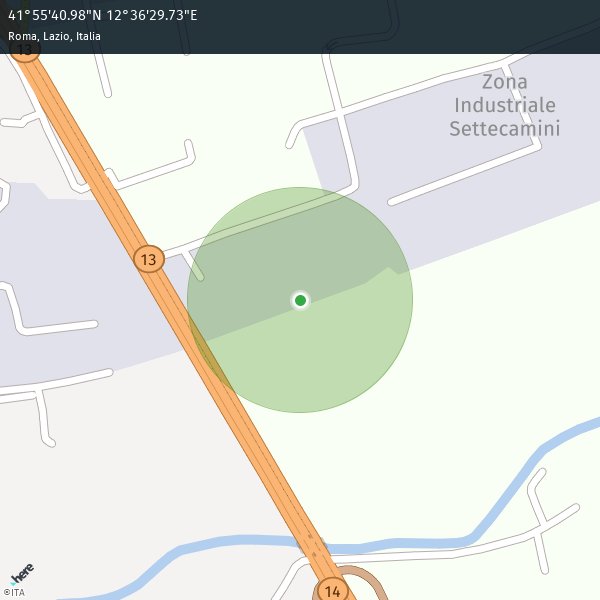 41°55'40.98"N 12°36'29.73"E
Roma, Lazio, Italia
13
Zona
Industriale
Settecamini
13
14
here
©ITA